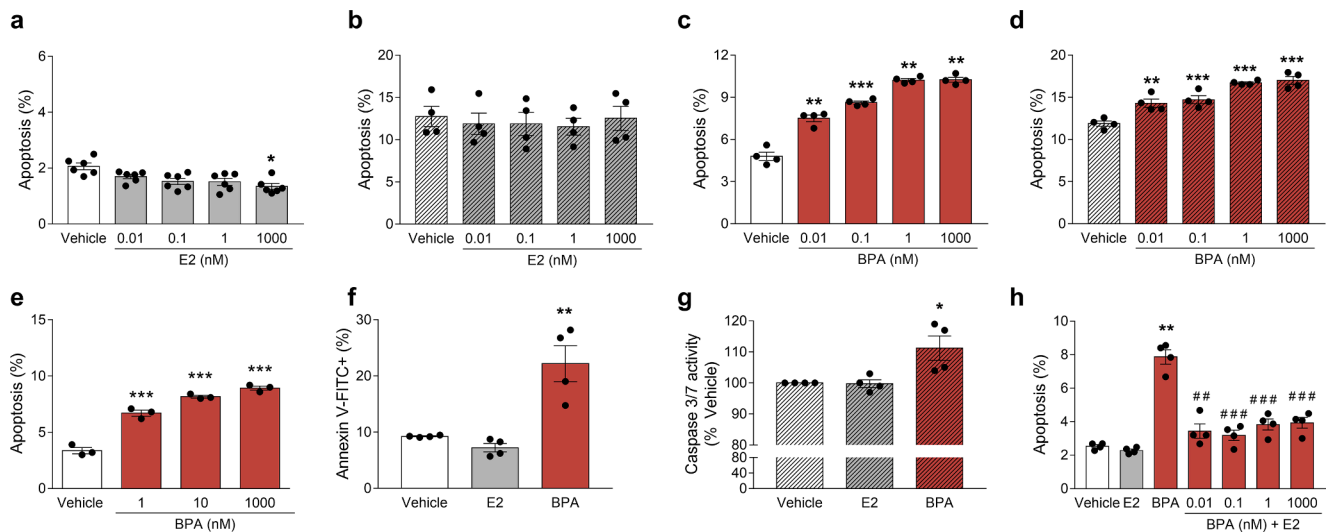 a
Apoptosis (%)
6
4
2
0
*
Vehicle 0.01 0.1 1 1000
E2 (nM)
b
Apoptosis (%)
20
15
10
5
0
Vehicle 0.01 0.1 1 1000
E2 (nM)
c
Apoptosis (%)
12
9
6
3
0
** *** ** **
Vehicle 0.01 0.1 1 1000
BPA (nM)
d
Apoptosis (%)
20
15
10
5
0
** *** *** ***
Vehicle 0.01 0.1 1 1000
BPA (nM)
e
Apoptosis (%)
15
10
5
0
*** *** ***
Vehicle 1 10 1000
BPA (nM)
f
Annexin V-FITC+ (%)
30
20
10
0
**
Vehicle E2 BPA
g
Caspase 3/7 activity
(% Vehicle)
120
110
100
90
80
80
60
40
20
0
*
Vehicle E2 BPA
h
Apoptosis (%)
10
8
6
4
2
0
** ## ### ### ###
Vehicle E2 BPA 0.01 0.1 1 1000
BPA (nM) + E2